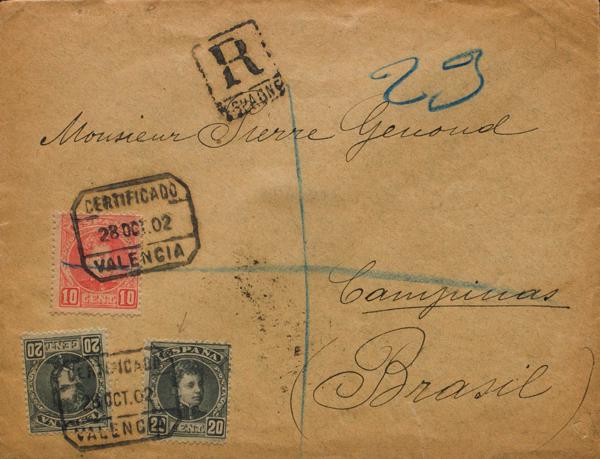 R
ESPAGNE
23
Monsieur Pierre Genoud
CERTIFICADO
28 OCT. 02
VALENCIA
10 CENT. 10
Campinas
(Brasil)
20 CENT. 20
ESPAÑA
CERTIFICADO
28 OCT. 02
VALENCIA
ESPAÑA
20 CENT. 20